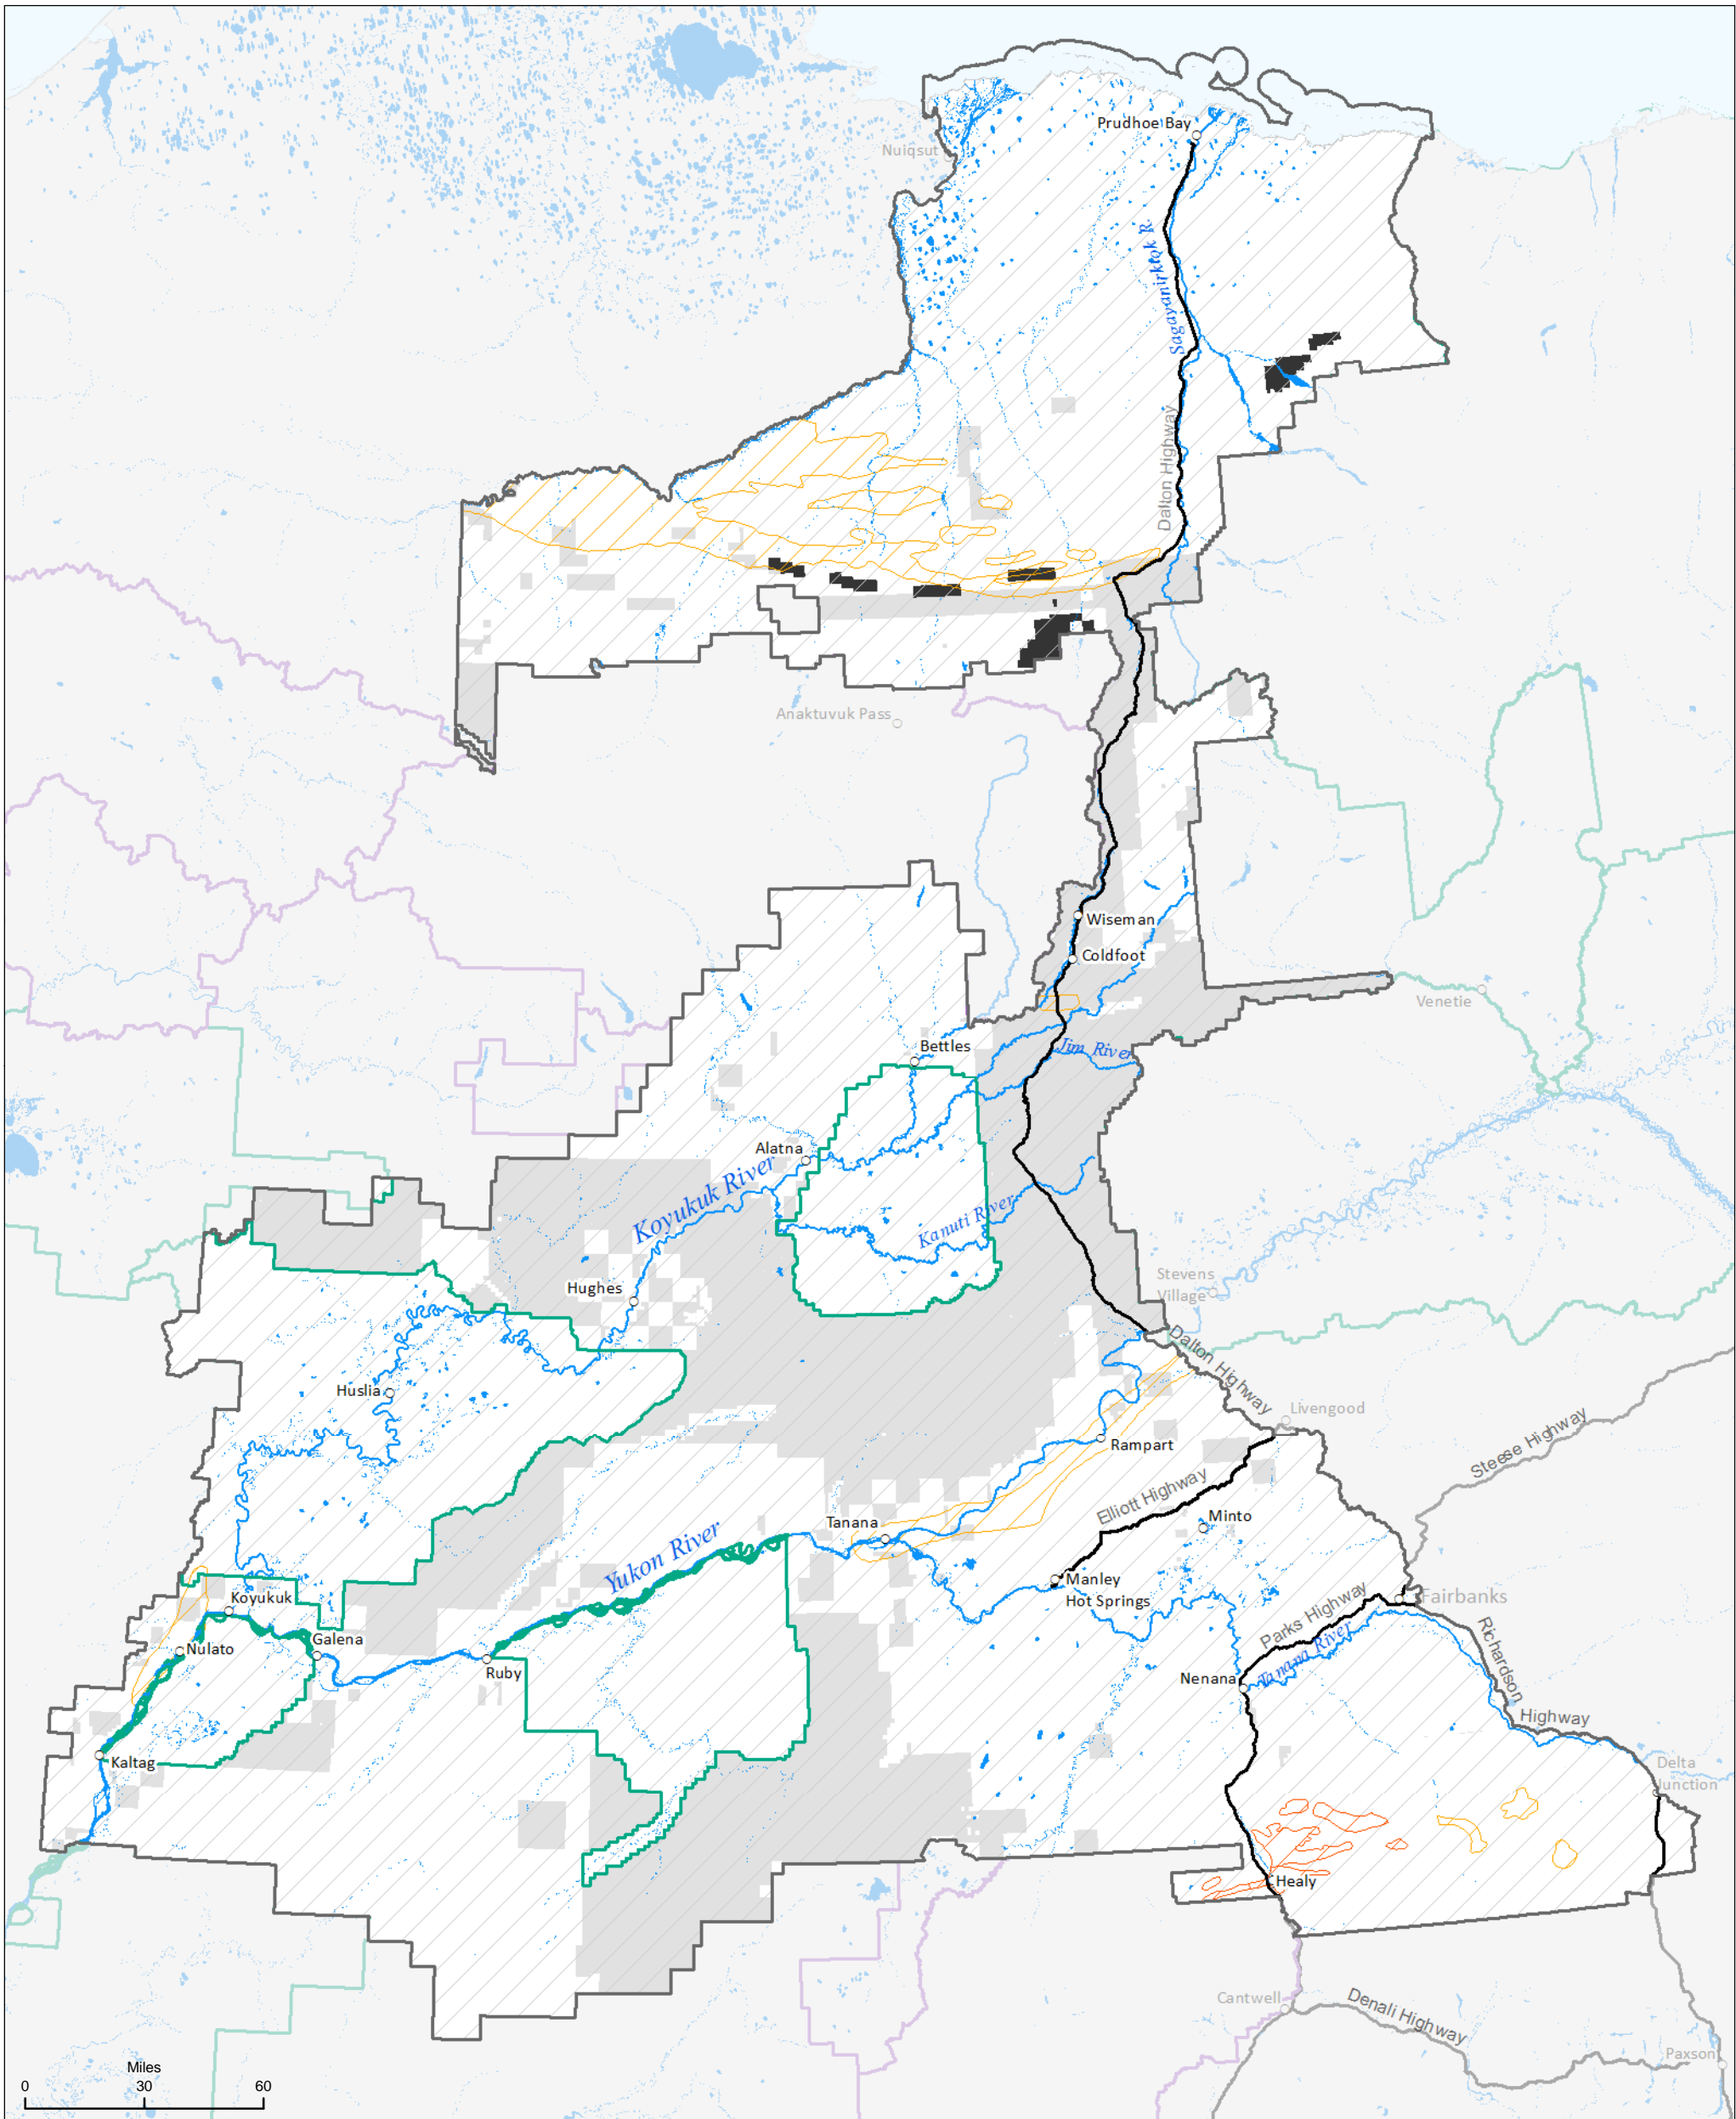 Prudhoe Bay
Nuiqsut
Sagavanirktok R.
Dalton Highway
Anaktuvuk Pass
Wiseman
Coldfoot
Venetie
Bettles
Jim River
Alatna
Koyukuk River
Kanuti River
Hughes
Stevens
Village
Dalton Highway
Huslia
Livengood
Rampart
Steese Highway
Elliott Highway
Minto
Tanana
Yukon River
Manley
Hot Springs
Koyukuk
Parks Highway
Fairbanks
Galena
Nulato
Ruby
Tanana River
Richardson
Highway
Nenana
Kaltag
Delta
Junction
Healy
Cantwell
Denali Highway
Paxson
Miles
0 30 60